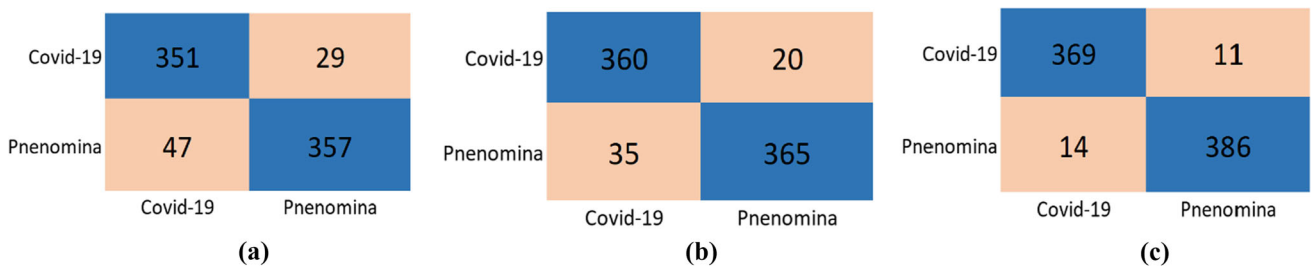 Covid-19 351 29
Pnenomina 47 357
Covid-19 Pnenomina
(a)
Covid-19 360 20
Pnenomina 35 365
Covid-19 Pnenomina
(b)
Covid-19 369 11
Pnenomina 14 386
Covid-19 Pnenomina
(c)